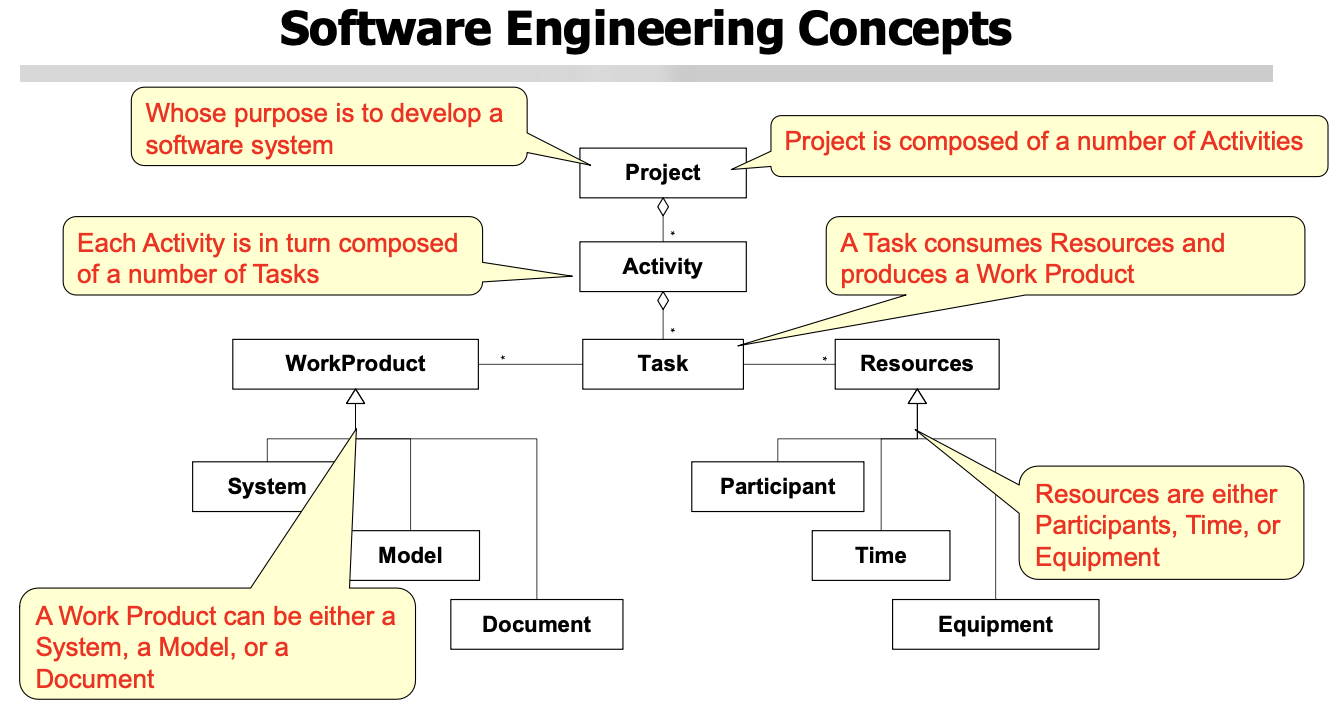 Software Engineering Concepts
Whose purpose is to develop a
software system
Project is composed of a number of Activities
Project
*
Each Activity is in turn composed
of a number of Tasks
Activity
A Task consumes Resources and
produces a Work Product
*
WorkProduct
*
Task
*
Resources
System
Participant
Resources are either
Participants, Time, or
Equipment
Model
Time
A Work Product can be either a
System, a Model, or a
Document
Document
Equipment